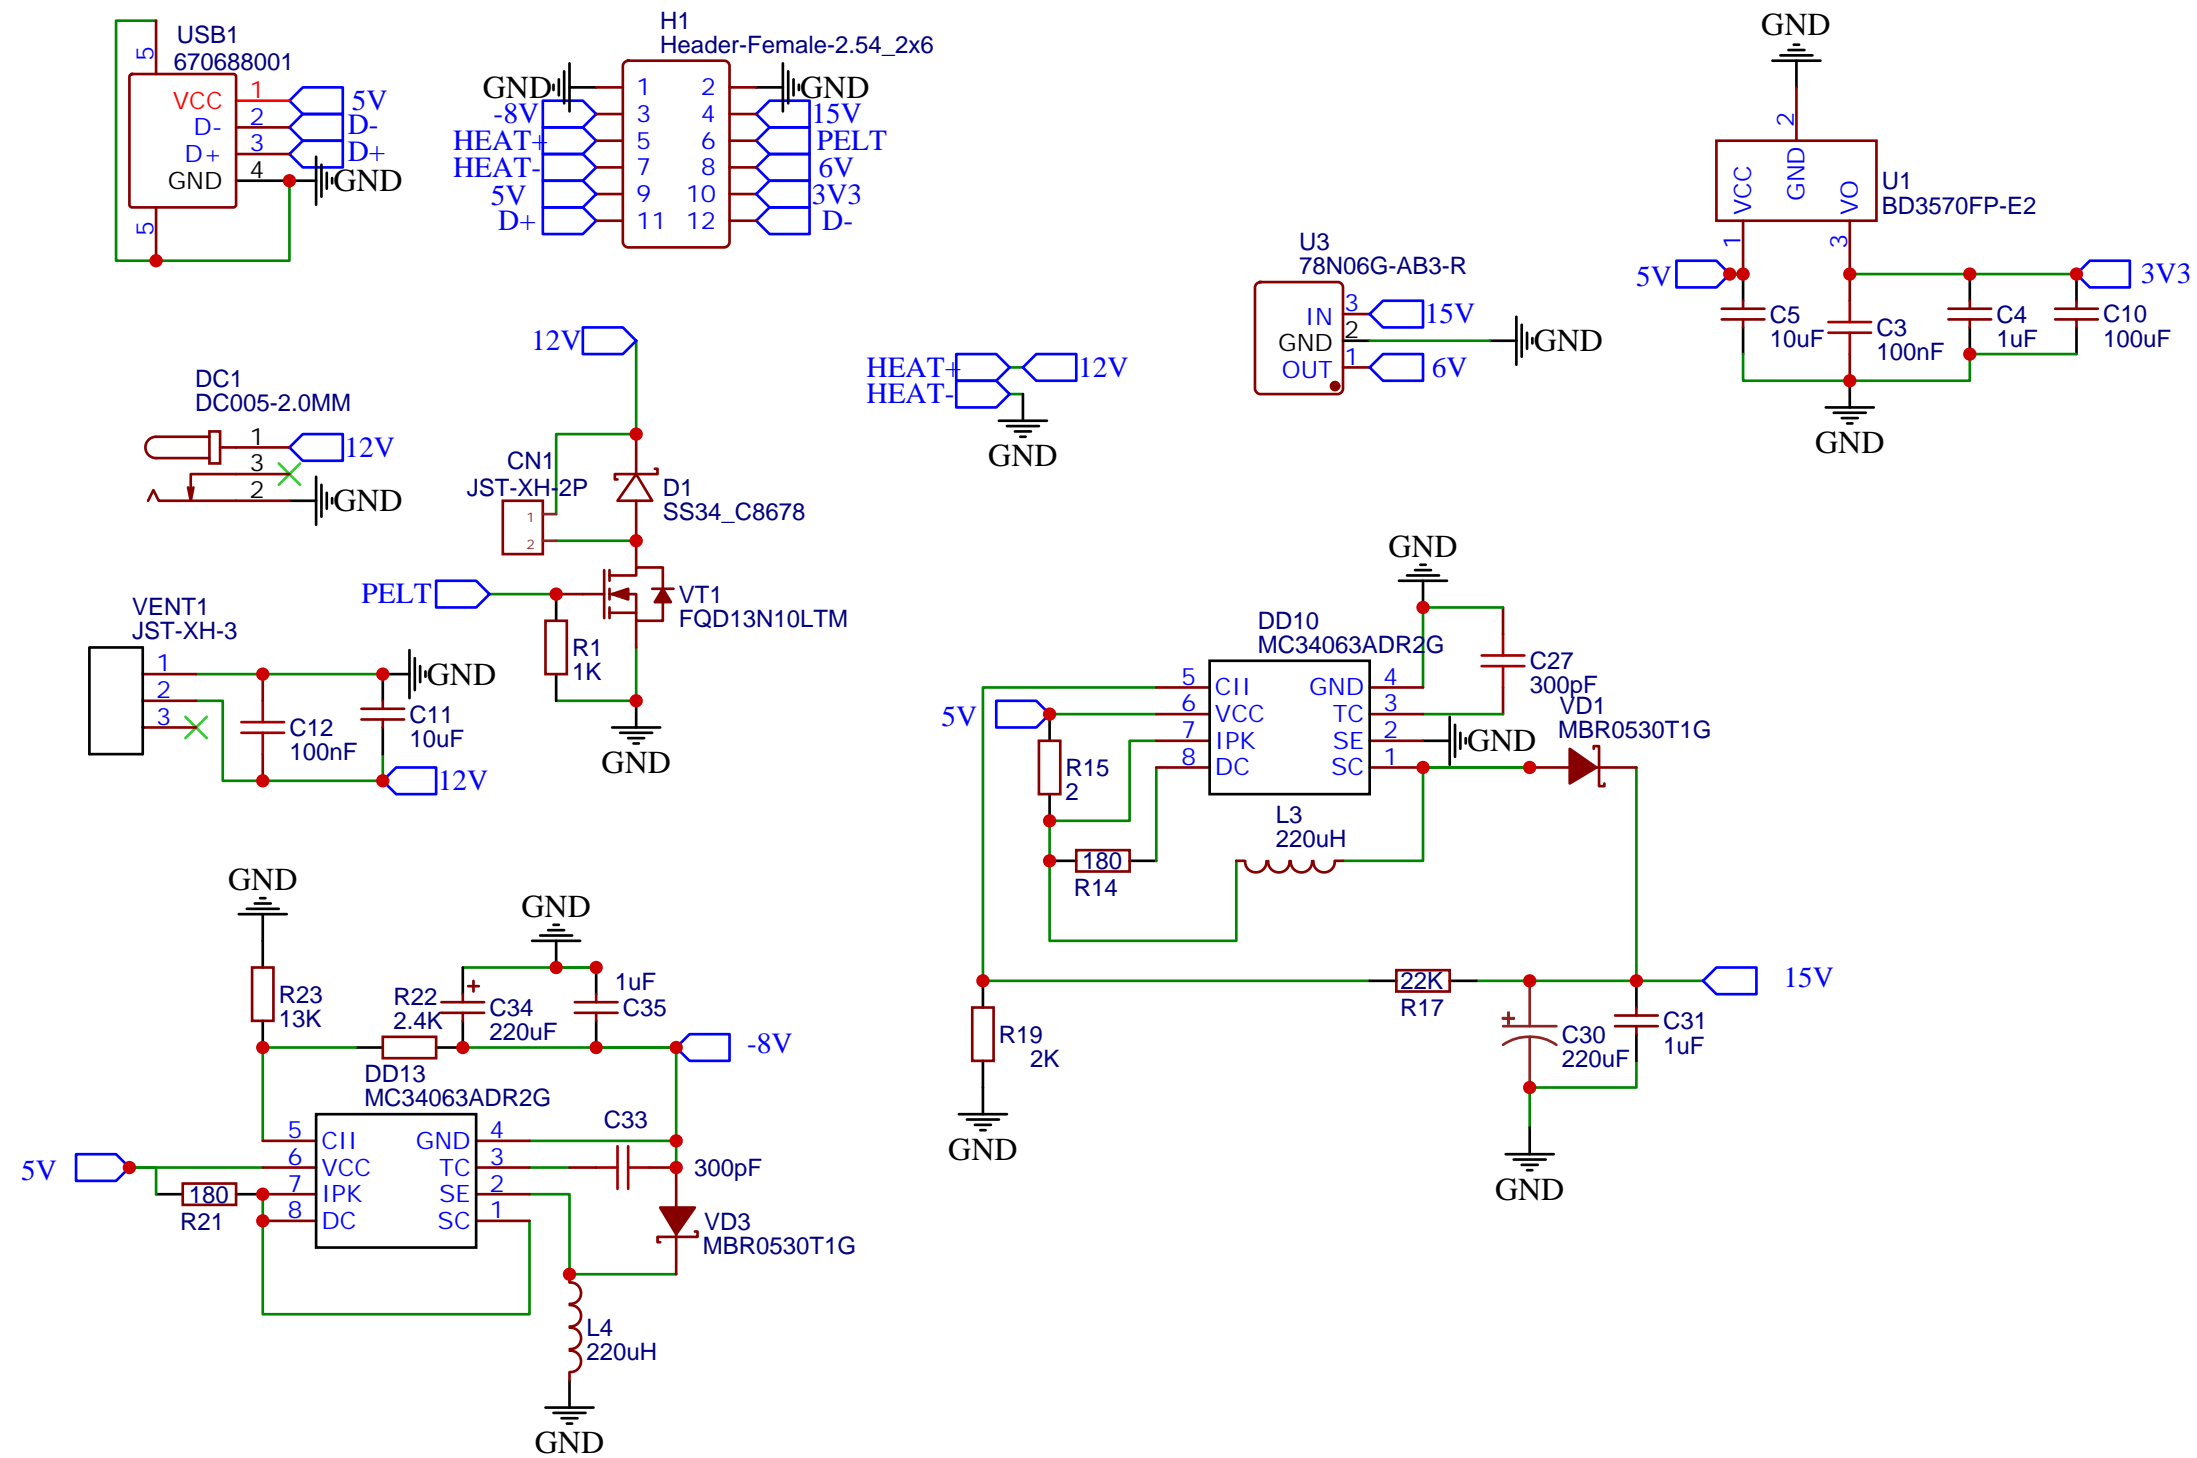 USB1
670688001
5
VCC 1 5V
D- 2 D-
D+ 3 D+
GND 4 GND
5
H1
Header-Female-2.54_2x6
GND 1 2 GND
-8V 3 4 15V
HEAT+ 5 6 PELT
HEAT- 7 8 6V
5V 9 10 3V3
D+ 11 12 D-
GND
2
VCC GND VO
U1
BD3570FP-E2
1 3
5V 3V3
C5
10uF
C3
100nF
C4
1uF
C10
100uF
GND
U3
78N06G-AB3-R
IN 3 15V
GND 2 GND
OUT 1 6V
HEAT+ 12V
HEAT-
GND
12V
DC1
DC005-2.0MM
1 12V
3
2 GND
CN1
JST-XH-2P
1
2
D1
SS34_C8678
PELT
VT1
FQD13N10LTM
R1
1K
GND
VENT1
JST-XH-3
1 GND
2
3
C12
100nF
C11
10uF
12V
GND
DD10
MC34063ADR2G
C27
300pF
5 CII GND 4
5V 6 VCC TC 3
7 IPK SE 2 GND
8 DC SC 1
VD1
MBR0530T1G
R15
2
L3
220uH
180
R14
22K
R17
15V
R19
2K
C30
220uF
C31
1uF
GND
GND
GND
GND
R23
13K
R22
2.4K
C34
220uF
1uF
C35
-8V
DD13
MC34063ADR2G
C33
300pF
5 CII GND 4
5V 6 VCC TC 3
7 IPK SE 2
8 DC SC 1
180
R21
VD3
MBR0530T1G
L4
220uH
GND